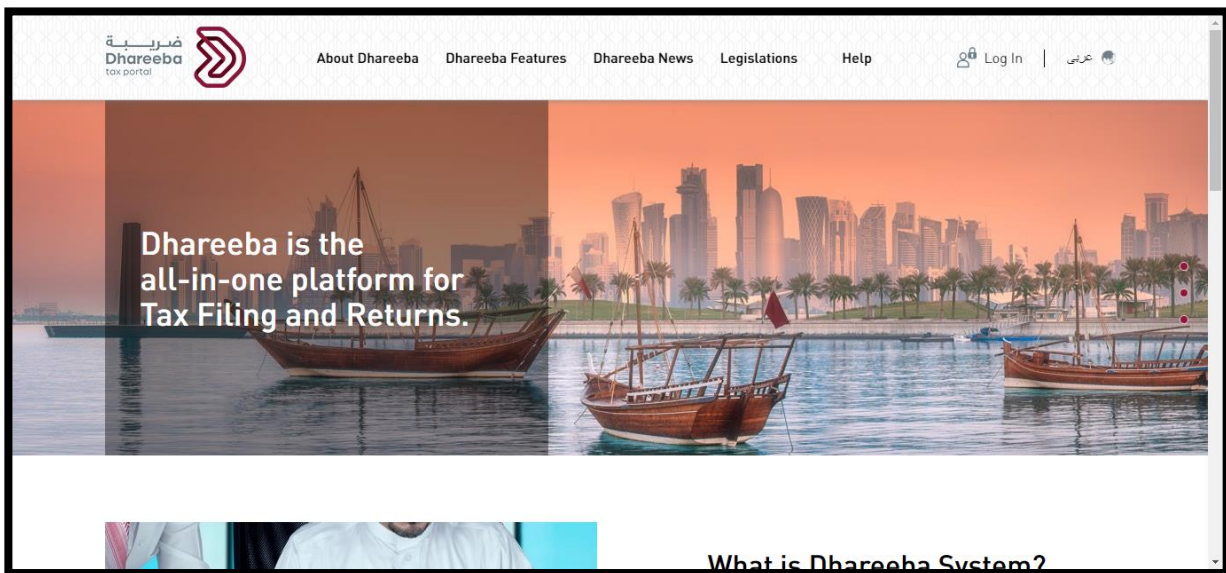 ضريبة
Dhareeba
tax portal
About Dhareeba
Dhareeba Features
Dhareeba News
Legislations
Help
Log In
عربى
Dhareeba is the
all-in-one platform for
Tax Filing and Returns.
What is Dhareeba System?